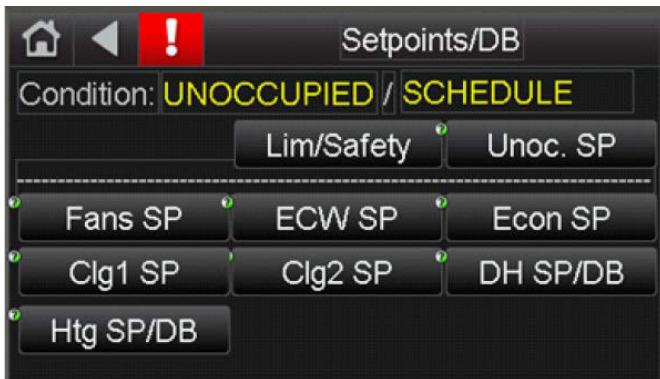 ! Setpoints/DB
Condition: UNOCCUPIED / SCHEDULE
Lim/Safety Unoc. SP
Fans SP ECW SP Econ SP
Clg1 SP Clg2 SP DH SP/DB
Htg SP/DB